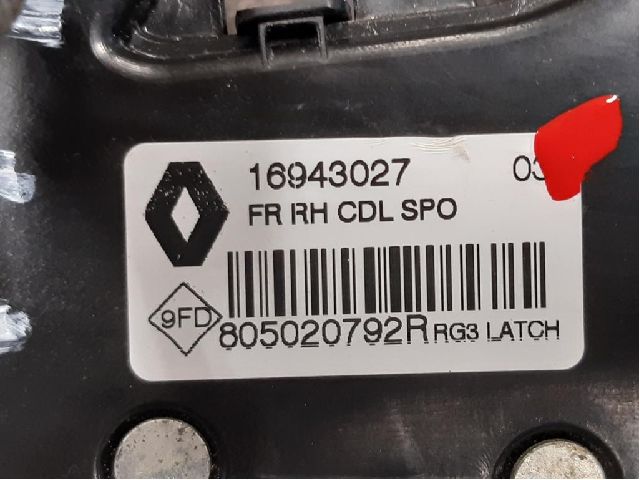 16943027
FR RH CDL SPO
9FD
805020792R RG3 LATCH